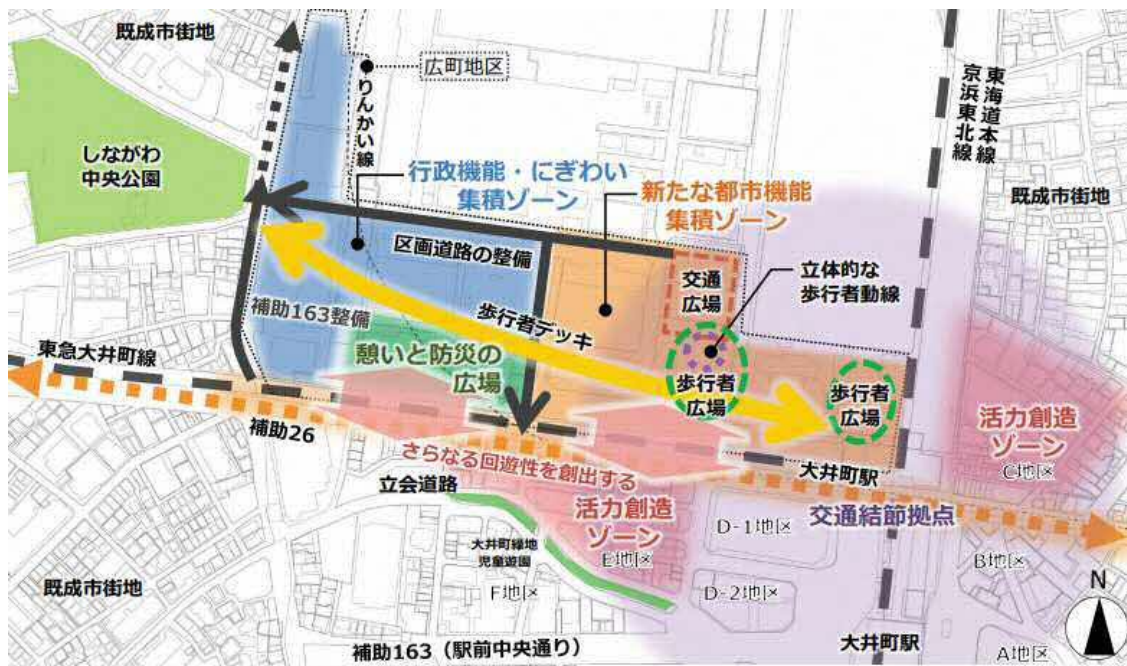 既成市街地
広町地区
りんかい線
東海道本線
京浜東北線
しながわ
中央公園
行政機能・にぎわい
集積ゾーン
新たな都市機能
集積ゾーン
既成市街地
区画道路の整備
交通
広場
立体的な
歩行者動線
補助163整備
歩行者デッキ
東急大井町線
憩いと防災の
広場
歩行者
広場
歩行者
広場
補助26
活力創造
ゾーン
C地区
さらなる回遊性を創出する
大井町駅
立会道路
活力創造
ゾーン
E地区
交通結節拠点
D-1地区
大井町緑地
児童遊園
F地区
B地区
既成市街地
D-2地区
N
補助163（駅前中央通り）
大井町駅
A地区